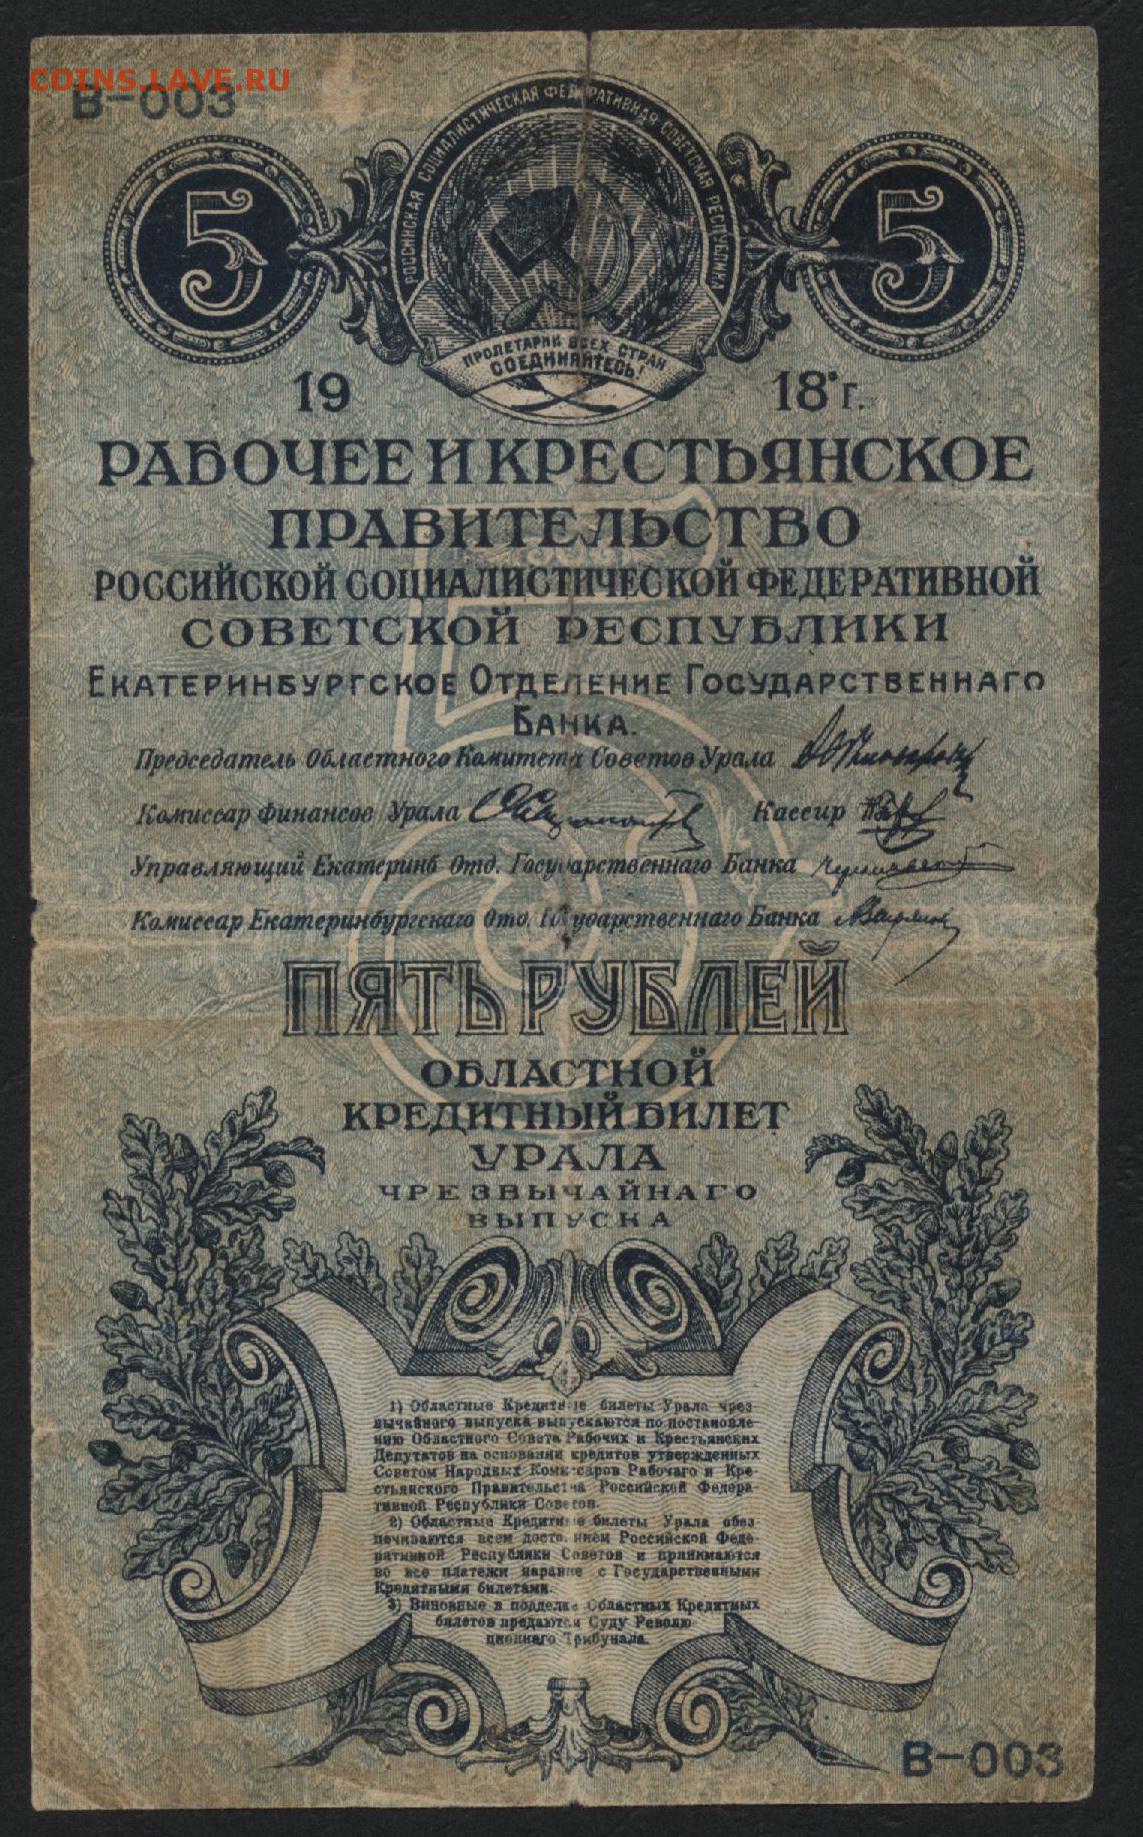 COINS.LAVE.RU
В-003
РОССИЙСКАЯ СОЦИАЛИСТИЧЕСКАЯ ФЕДЕРАТИВНАЯ СОВЕТСКАЯ РЕСПУБЛИКА
5 5
ПРОЛЕТАРИИ ВСЕХ СТРАН
СОЕДИНЯЙТЕСЬ!
19 18 г.
РАБОЧЕЕ И КРЕСТЬЯНСКОЕ
ПРАВИТЕЛЬСТВО
РОССИЙСКОЙ СОЦИАЛИСТИЧЕСКОЙ ФЕДЕРАТИВНОЙ
СОВЕТСКОЙ РЕСПУБЛИКИ
ЕКАТЕРИНБУРГСКОЕ ОТДЕЛЕНИЕ ГОСУДАРСТВЕННАГО
БАНКА.
Председатель Областного Комитета Советов Урала
Комиссар Финансов Урала Кассир
Управляющий Екатеринб Отд. Государственнаго Банка
Комиссар Екатеринбургскаго Отд. Государственнаго Банка
5
ПЯТЬ РУБЛЕЙ
ОБЛАСТНОЙ
КРЕДИТНЫЙ БИЛЕТ
УРАЛА
ЧРЕЗВЫЧАЙНАГО
ВЫПУСКА
1) Областные Кредитные билеты Урала чрез
вычайного выпуска выпускаются по постановле-
нию Областного Совета Рабочих и Крестьянских
Депутатов на основании кредитов утвержденных
Советом Народных Комиссаров Рабочаго и Кре-
стьянского Правительства Российской Федера-
тивной Республики Советов.
2) Областные Кредитные билеты Урала обез-
печиваются всем достоянием Российской Феде-
ративной Республики Советов и принимаются
во все платежи наравне с Государственными
Кредитными билетами.
3) Виновные в подделке Областных Кредитных
билетов предаются Суду Револю-
ционнаго Трибунала.
В-003